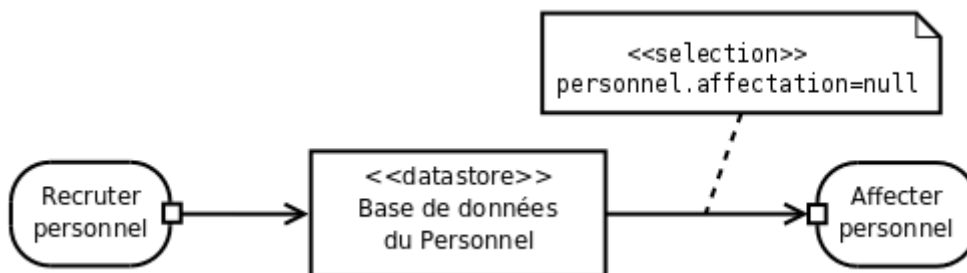 <<selection>>
personnel.affectation=null
Recruter
personnel
<<datastore>>
Base de données
du Personnel
Affecter
personnel